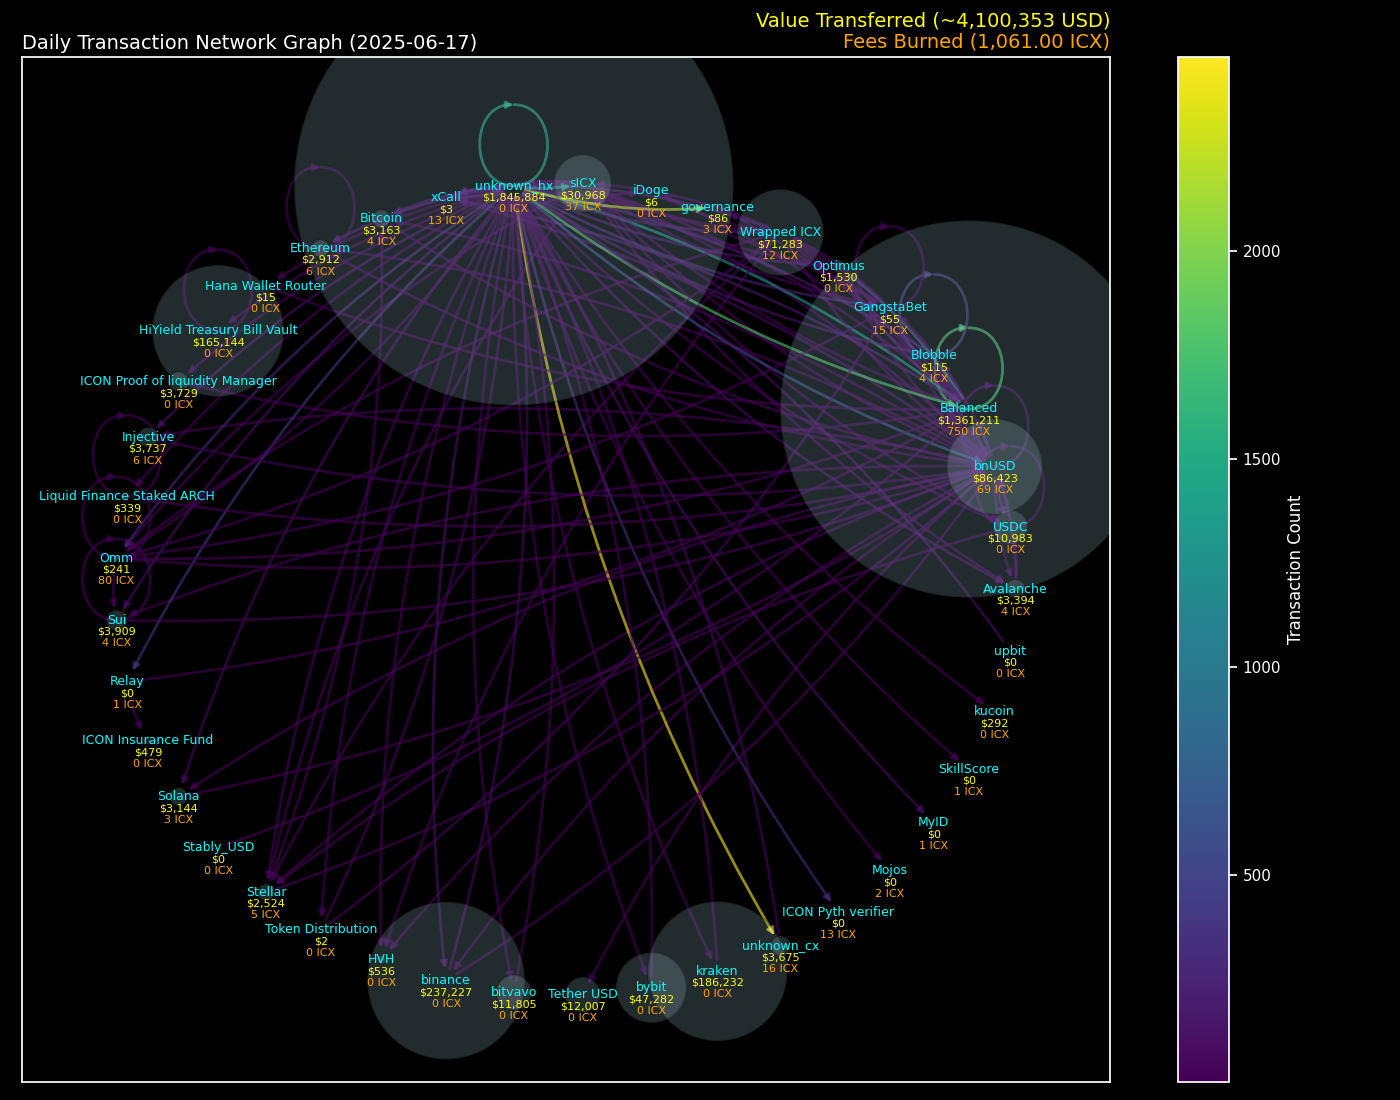 Value Transferred (~4,100,353 USD)
Daily Transaction Network Graph (2025-06-17)
Fees Burned (1,061.00 ICX)
unknown_hx
$1,845,884
0 ICX
sICX
$30,968
37 ICX
iDoge
$6
0 ICX
governance
$86
3 ICX
xCall
$3
13 ICX
Bitcoin
$3,163
4 ICX
Wrapped ICX
$71,283
12 ICX
Ethereum
$2,912
6 ICX
Optimus
$1,530
0 ICX
Hana Wallet Router
$15
0 ICX
GangstaBet
$55
15 ICX
HiYield Treasury Bill Vault
$165,144
0 ICX
Blobble
$115
4 ICX
ICON Proof of liquidity Manager
$3,729
0 ICX
Balanced
$1,361,211
750 ICX
Injective
$3,737
6 ICX
bnUSD
$86,423
69 ICX
Liquid Finance Staked ARCH
$339
0 ICX
USDC
$10,983
0 ICX
Omm
$241
80 ICX
Avalanche
$3,394
4 ICX
Sui
$3,909
4 ICX
upbit
$0
0 ICX
Relay
$0
1 ICX
kucoin
$292
0 ICX
ICON Insurance Fund
$479
0 ICX
SkillScore
$0
1 ICX
Solana
$3,144
3 ICX
MyID
$0
1 ICX
Stably_USD
$0
0 ICX
Mojos
$0
2 ICX
Stellar
$2,524
5 ICX
ICON Pyth verifier
$0
13 ICX
Token Distribution
$2
0 ICX
unknown_cx
$3,675
16 ICX
HVH
$536
0 ICX
kraken
$186,232
0 ICX
binance
$237,227
0 ICX
bybit
$47,282
0 ICX
bitvavo
$11,805
0 ICX
Tether USD
$12,007
0 ICX
2000
1500
1000
500
Transaction Count